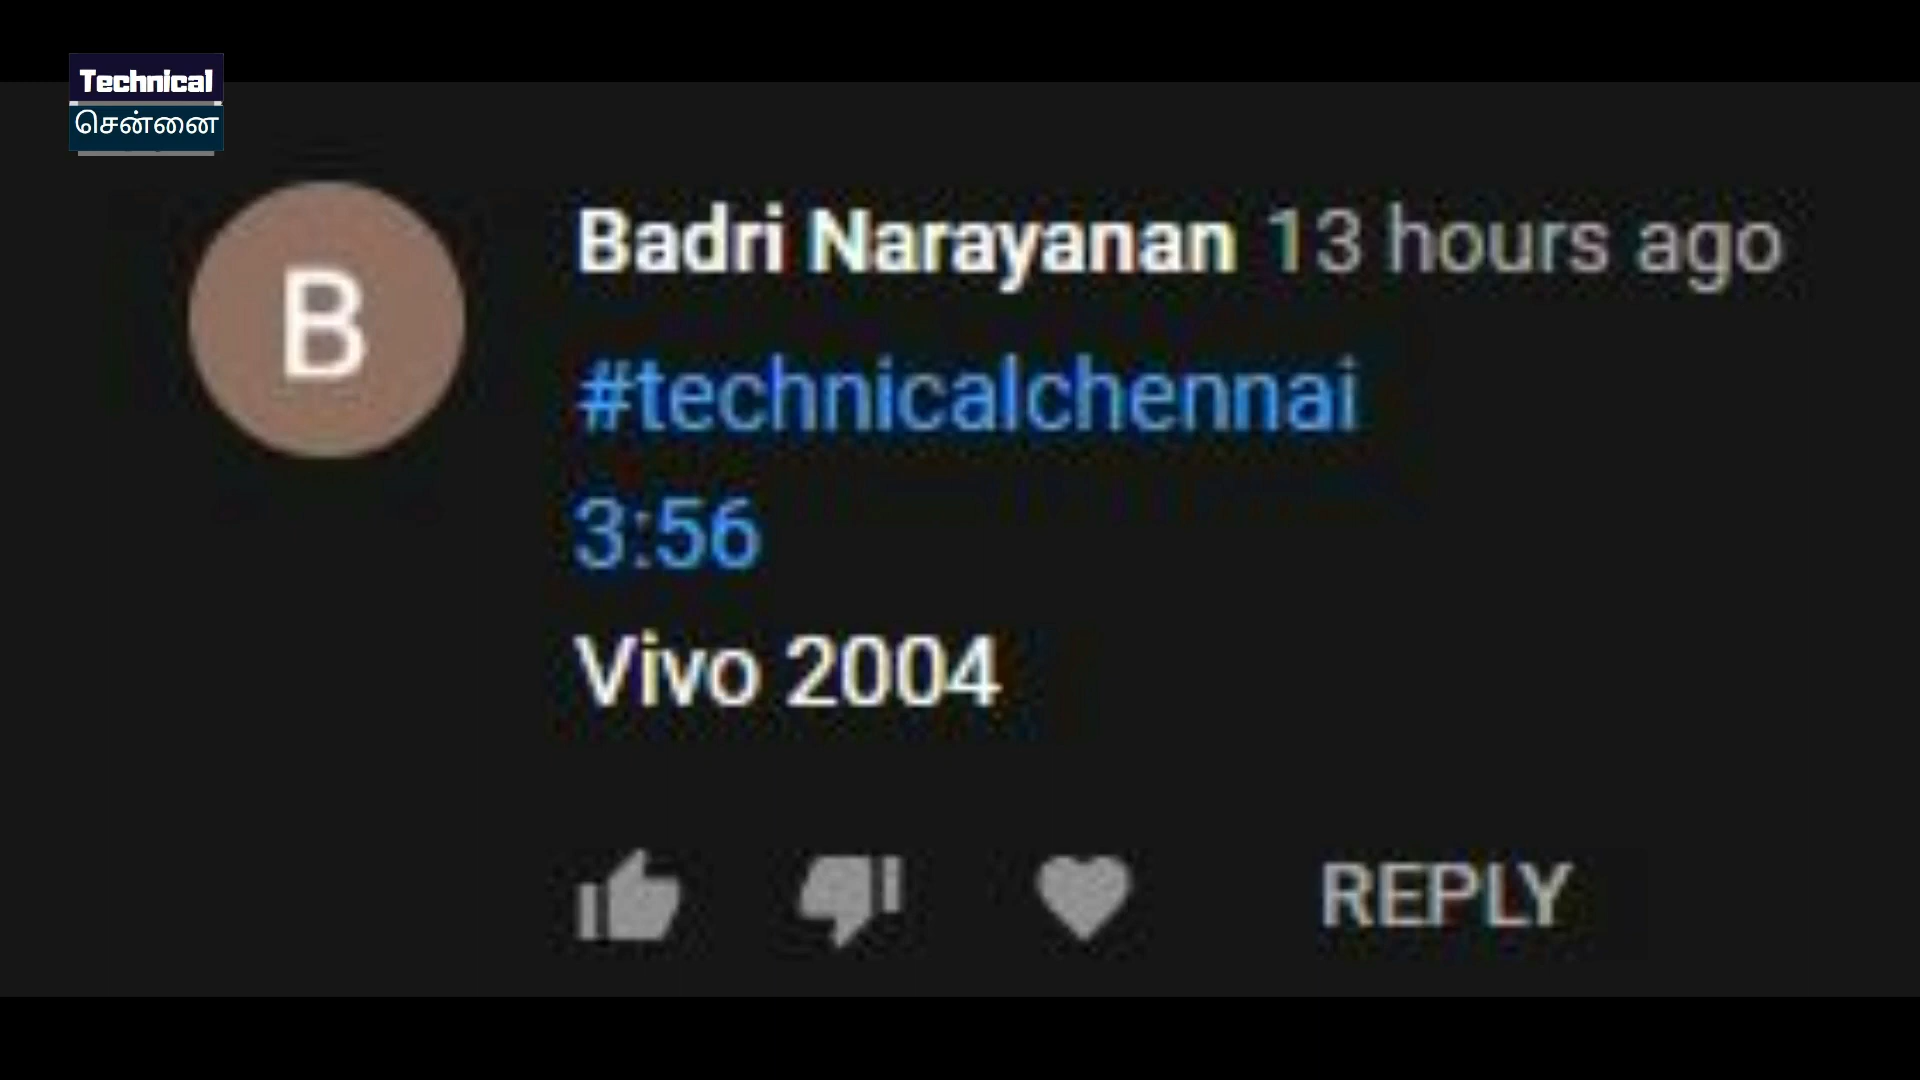 Technical
சென்னை
B
Badri Narayanan 13 hours ago
#technicalchennai
3:56
Vivo 2004
REPLY